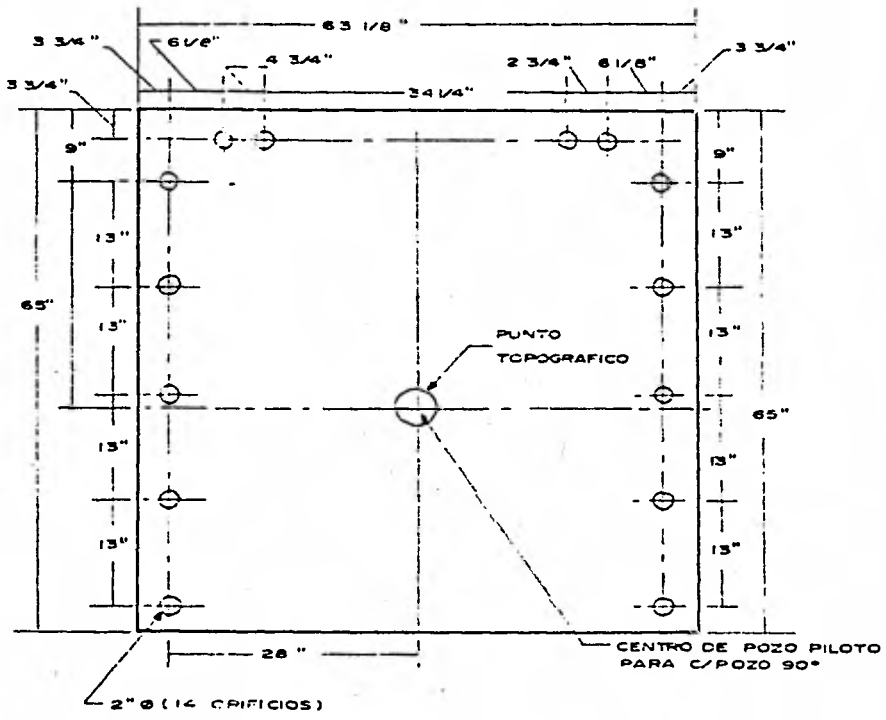 63 1/8"
3 3/4" 6 1/8" 4 3/4" 2 3/4" 6 1/8" 3 3/4"
3 3/4" 34 1/4"
9" 9"
13" 13"
65" 13" 13" 65"
PUNTO
TOPOGRAFICO
13" 13"
13" 13"
28"
CENTRO DE POZO PILOTO
PARA C/POZO 90°
2" Ø (14 ORIFICIOS)